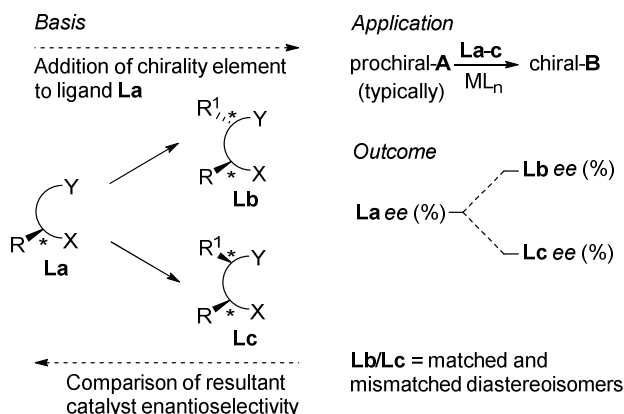 Basis
Addition of chirality element
to ligand La
R1 * Y
R * X
Lb
Y
R * X
La
R1 * Y
R * X
Lc
Comparison of resultant
catalyst enantioselectivity
Application
prochiral-A La-c MLn chiral-B
(typically)
Outcome
Lb ee (%)
La ee (%)
Lc ee (%)
Lb/Lc = matched and
mismatched diastereoisomers